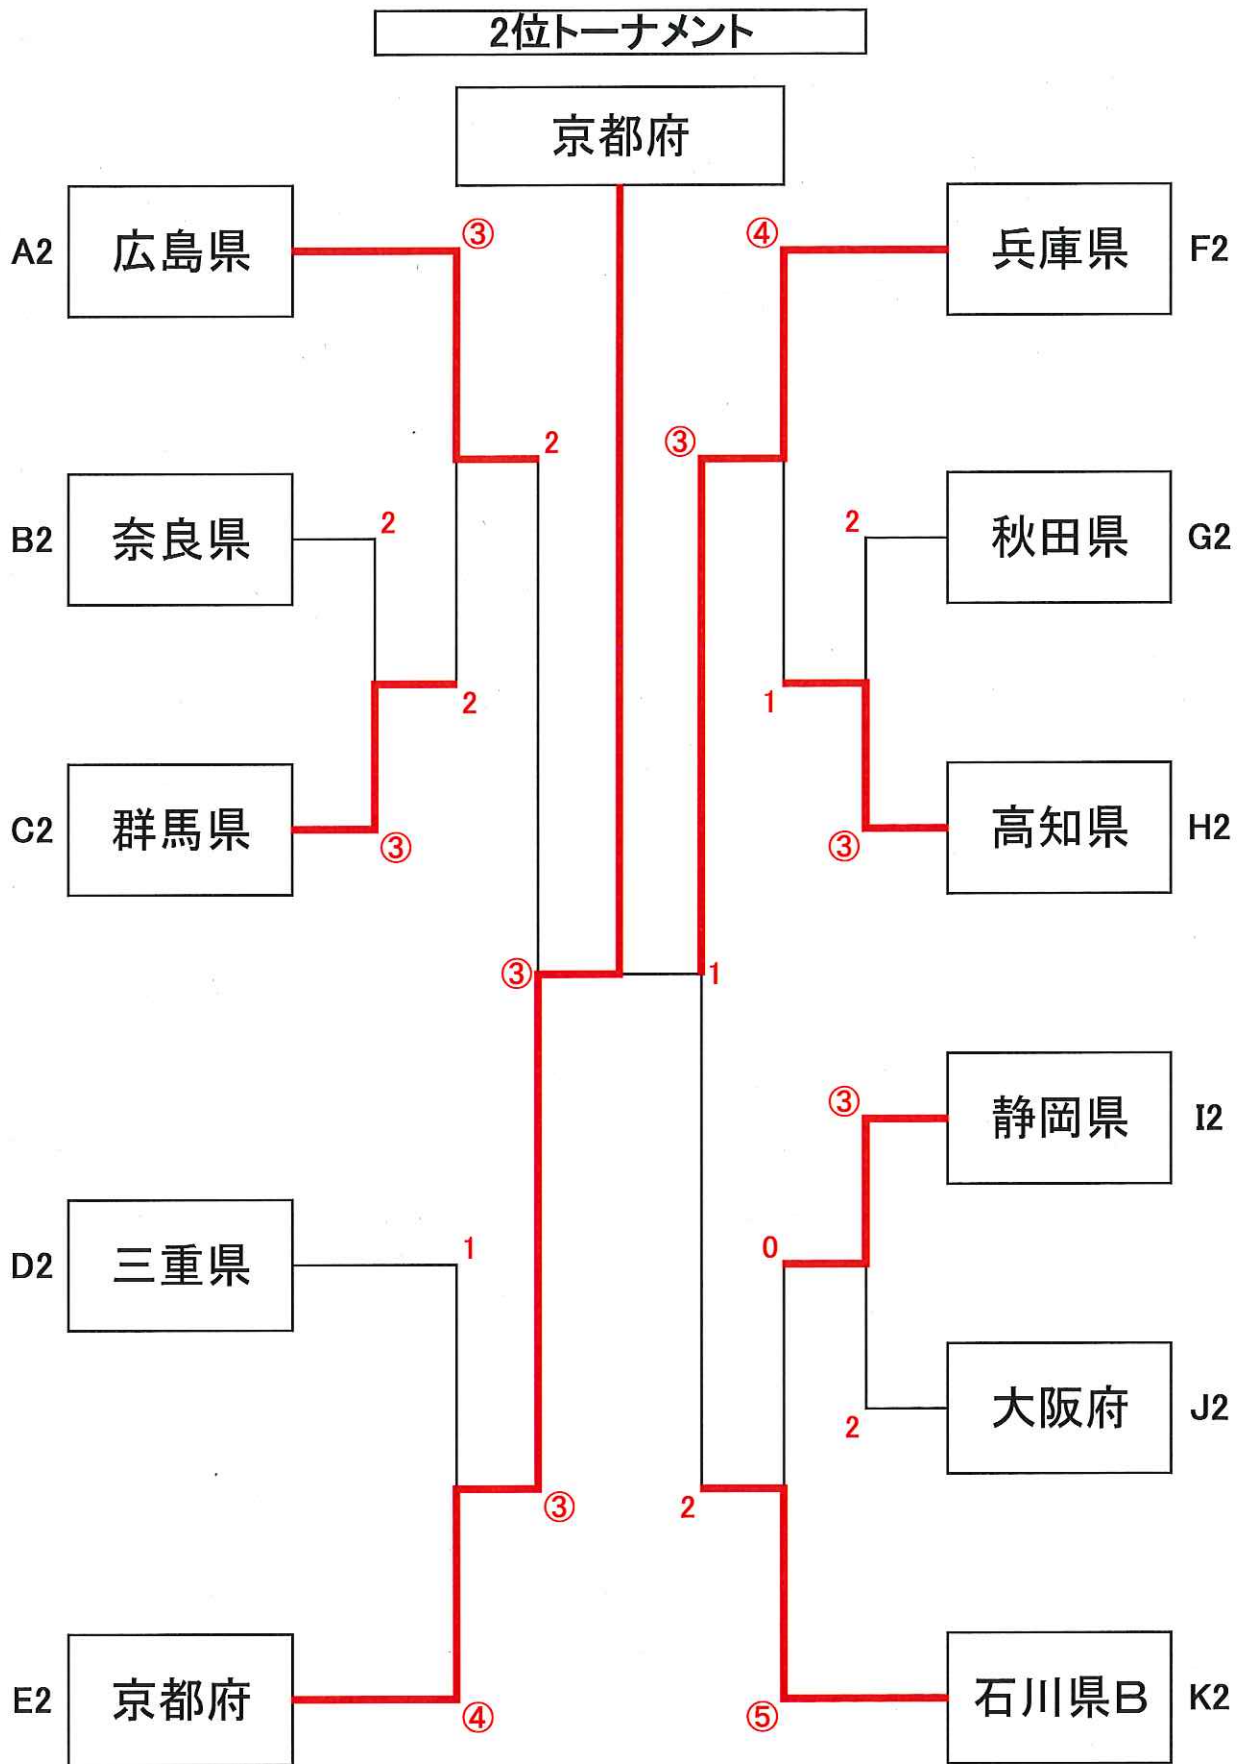 2位トーナメント
京都府
A2 広島県 ③ ④ 兵庫県 F2
2 ③
B2 奈良県 2 2 秋田県 G2
2 1
C2 群馬県 ③ ③ 高知県 H2
③ 1
③ 静岡県 I2
D2 三重県 1 0
2 大阪府 J2
③ 2
E2 京都府 ④ ⑤ 石川県B K2